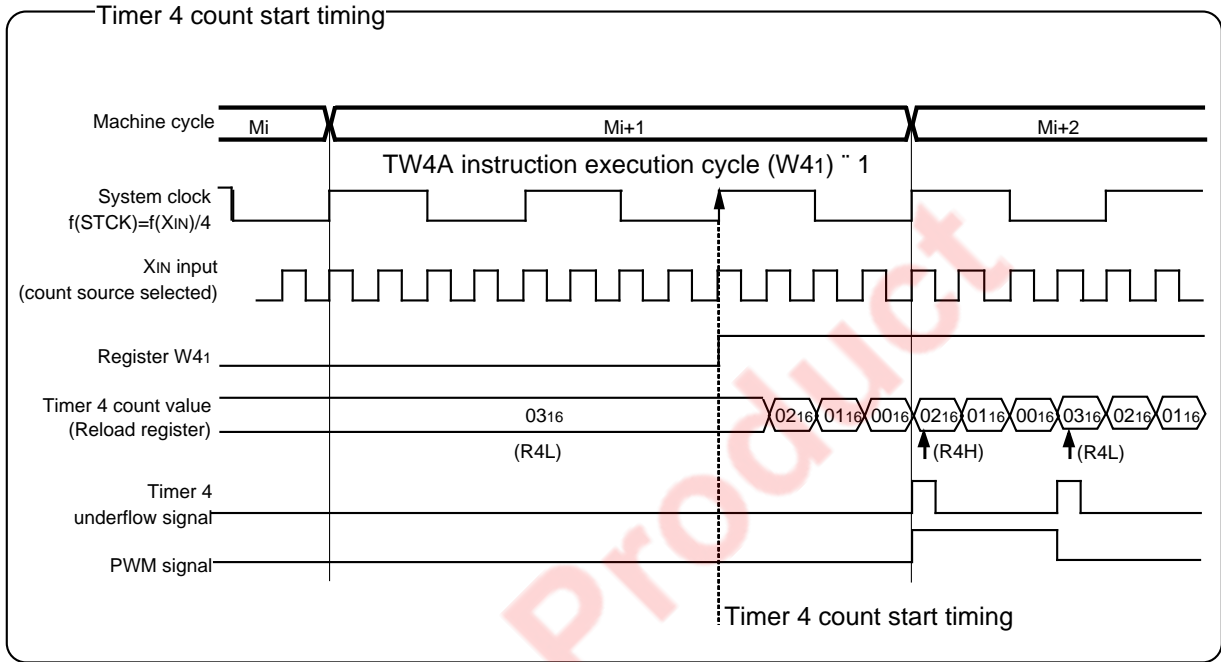 Timer 4 count start timing
Machine cycle Mi Mi+1 Mi+2
TW4A instruction execution cycle (W41) ¨ 1
System clock
f(STCK)=f(XIN)/4
XIN input
(count source selected)
Register W41
Timer 4 count value
(Reload register)
0316 0216 0116 0016 0216 0116 0016 0316 0216 0116
(R4L) (R4H) (R4L)
Timer 4
underflow signal
PWM signal
Timer 4 count start timing
Product